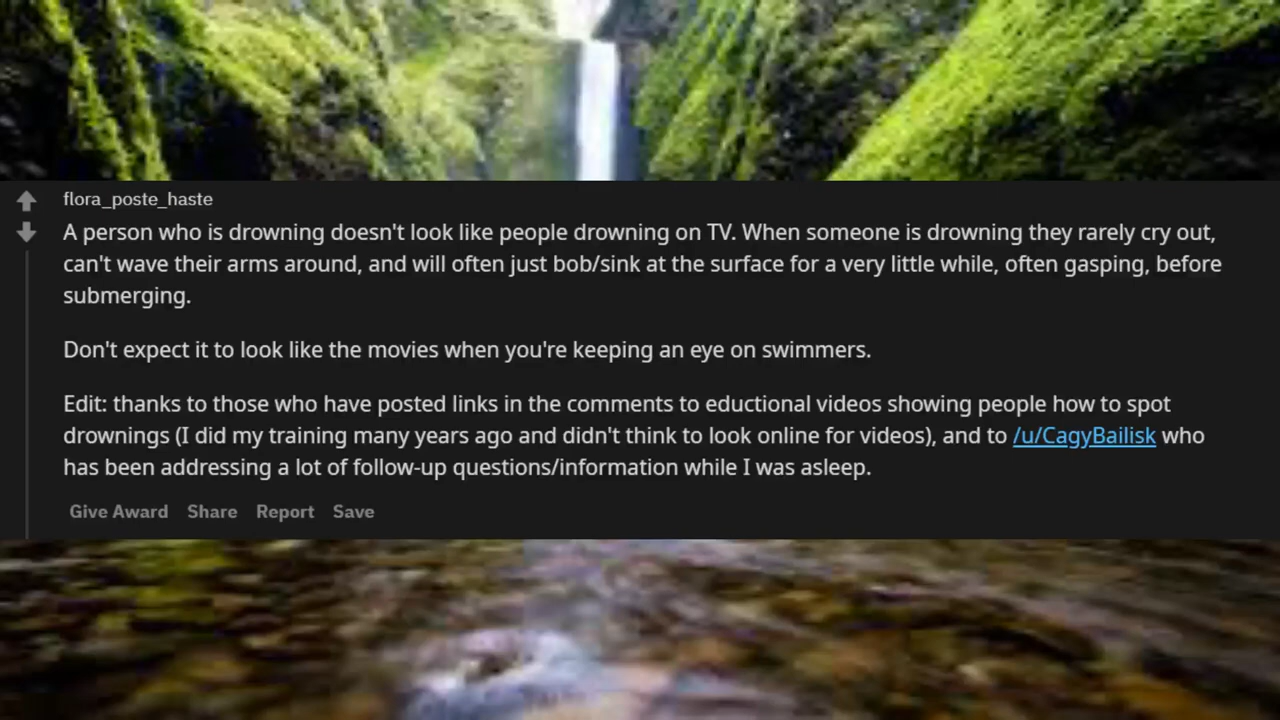 flora_poste_haste
A person who is drowning doesn't look like people drowning on TV. When someone is drowning they rarely cry out,
can't wave their arms around, and will often just bob/sink at the surface for a very little while, often gasping, before
submerging.
Don't expect it to look like the movies when you're keeping an eye on swimmers.
Edit: thanks to those who have posted links in the comments to eductional videos showing people how to spot
drownings (I did my training many years ago and didn't think to look online for videos), and to /u/CagyBailisk who
has been addressing a lot of follow-up questions/information while I was asleep.
Give Award Share Report Save